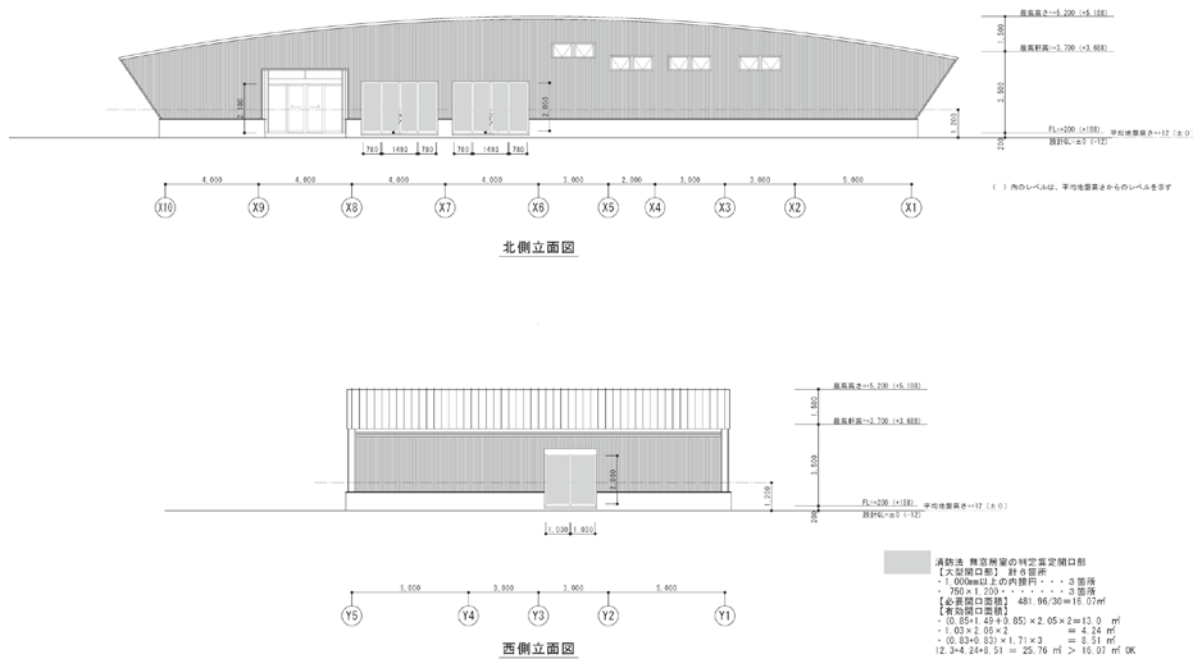 最高高さ=+5,200 (+5,188)
1,500
最高軒高=+3,700 (+3,688)
3,500
2,100
2,050
2,050
1,200
FL=+200 (+188)
平均地盤高さ=+12 (±0)
200
設計GL=±0 (-12)
780 1493 780 780 1493 780
4,000 4,000 4,000 4,000 3,000 2,000 3,000 3,000 5,000
( ) 内のレベルは、平均地盤高さからのレベルを示す
X10 X9 X8 X7 X6 X5 X4 X3 X2 X1
北側立面図
最高高さ=+5,200 (+5,188)
1,500
最高軒高=+3,700 (+3,688)
3,500
2,050
1,200
FL=+200 (+188)
平均地盤高さ=+12 (±0)
200
設計GL=±0 (-12)
1,030 1,030
5,000 3,000 3,000 5,000
Y5 Y4 Y3 Y2 Y1
西側立面図
消防法 無窓居室の判定算定開口部
【大型開口部】 計6箇所
・1,000mm以上の内接円・・・3箇所
・ 750×1,200・・・・・・・3箇所
【必要開口面積】 481.96/30=16.07㎡
【有効開口面積】
・(0.85+1.49+0.85)×2.05×2=13.0 ㎡
・1.03×2.06×2 = 4.24 ㎡
・(0.83+0.83)×1.71×3 = 8.51 ㎡
12.3+4.24+8.51 = 25.76 ㎡ > 16.07 ㎡ OK